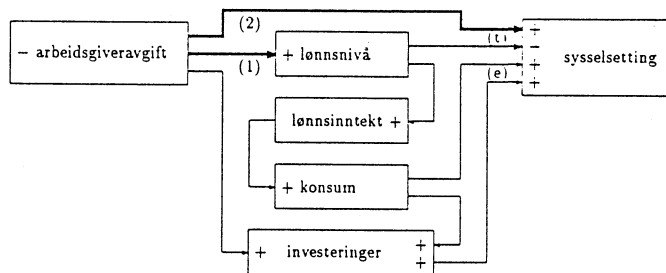 (2)
− arbeidsgiveravgift
(1)
+ lønnsnivå
(t)
(e)
+
−
+
+
sysselsetting
lønnsinntekt +
+ konsum
+ investeringer +
+